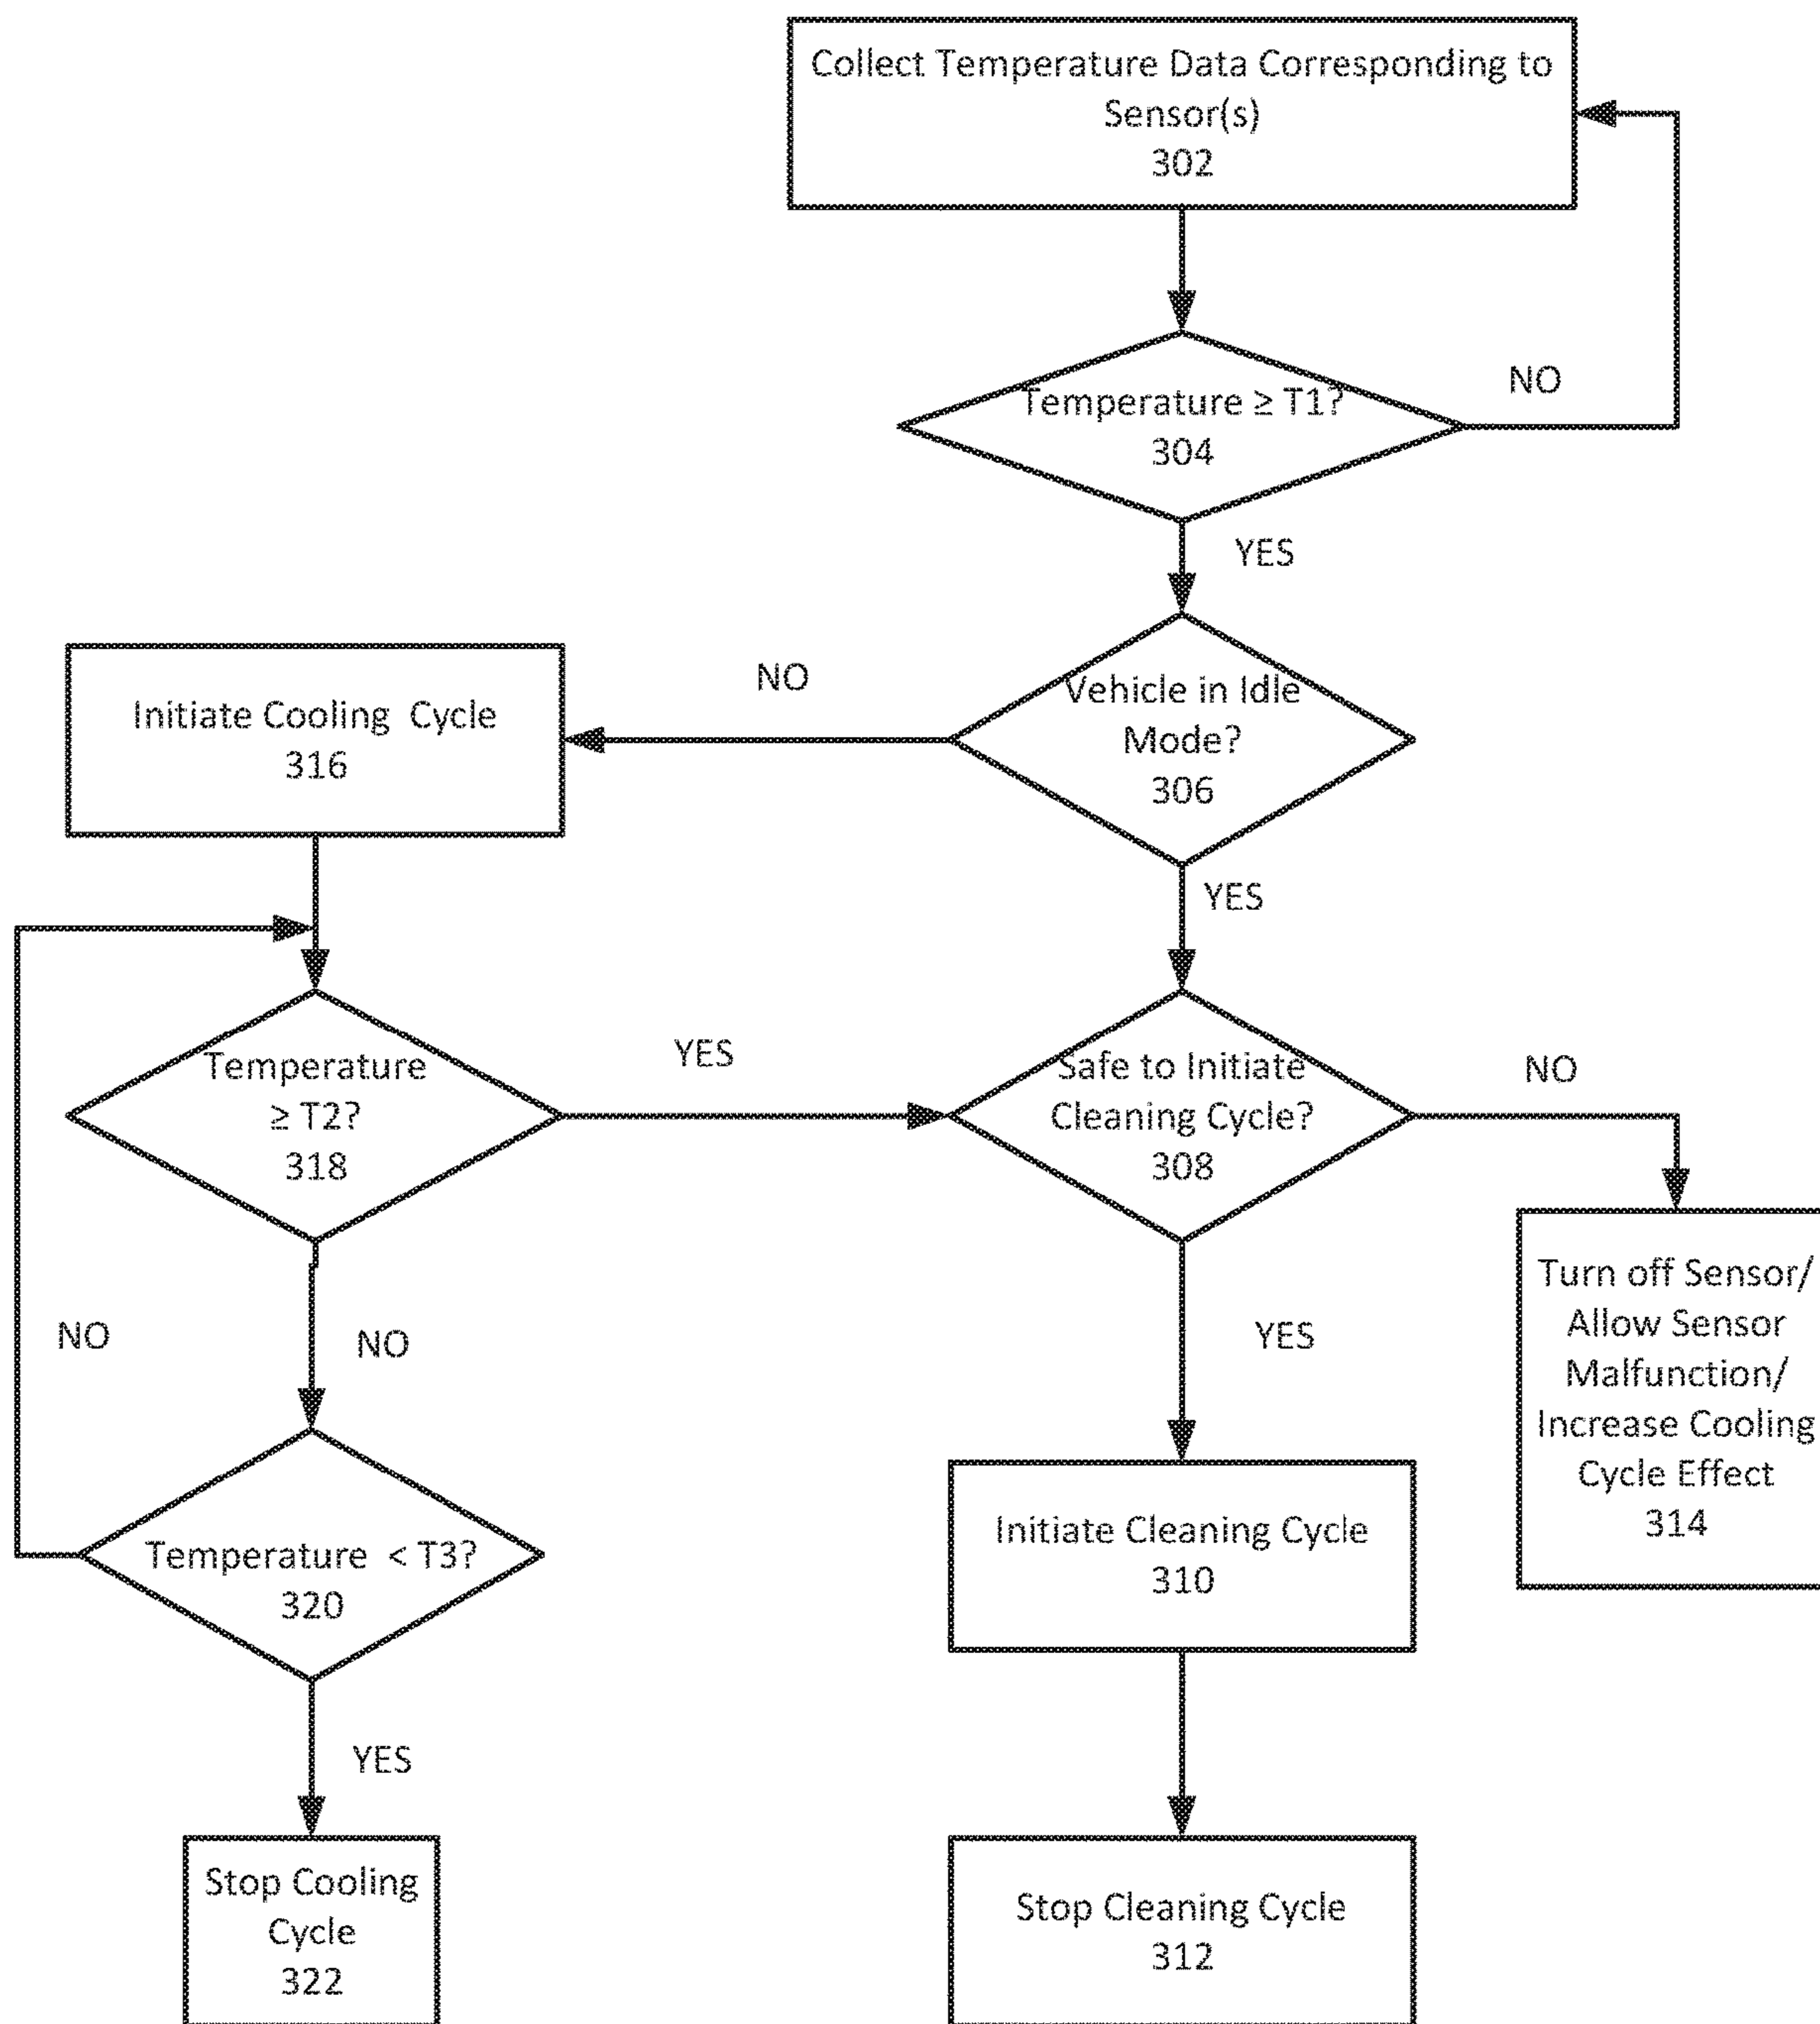 Collect Temperature Data Corresponding to
Sensor(s)
302
Temperature ≥ T1?
304
NO
YES
Vehicle in Idle
Mode?
306
NO
Initiate Cooling Cycle
316
YES
Temperature
≥ T2?
318
YES
Safe to Initiate
Cleaning Cycle?
308
NO
Turn off Sensor/
Allow Sensor
Malfunction/
Increase Cooling
Cycle Effect
314
NO
NO
YES
Temperature < T3?
320
Initiate Cleaning Cycle
310
YES
Stop Cooling
Cycle
322
Stop Cleaning Cycle
312